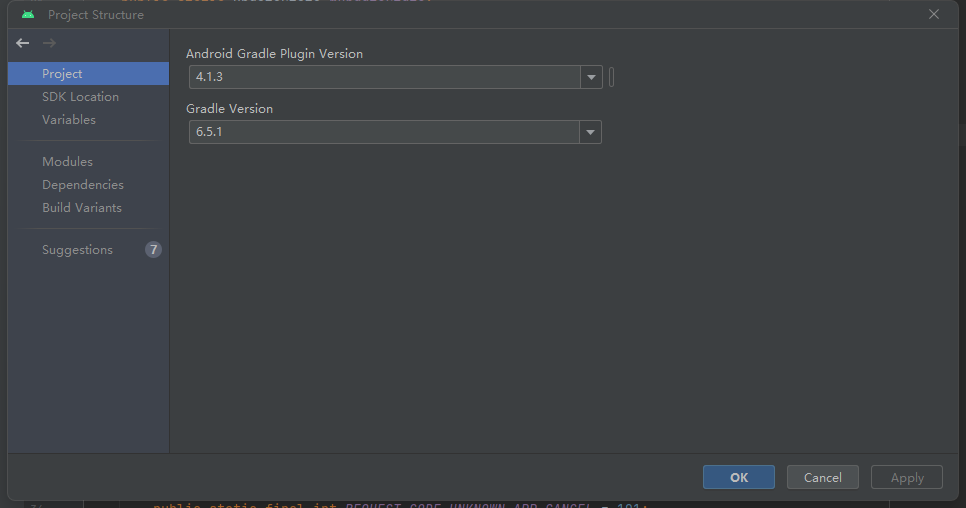 Project Structure
Project
SDK Location
Variables
Modules
Dependencies
Build Variants
Suggestions
7
Android Gradle Plugin Version
4.1.3
Gradle Version
6.5.1
OK
Cancel
Apply
public static final int REQUEST_CODE_UNKNOWN_APP_CANCEL = 101;